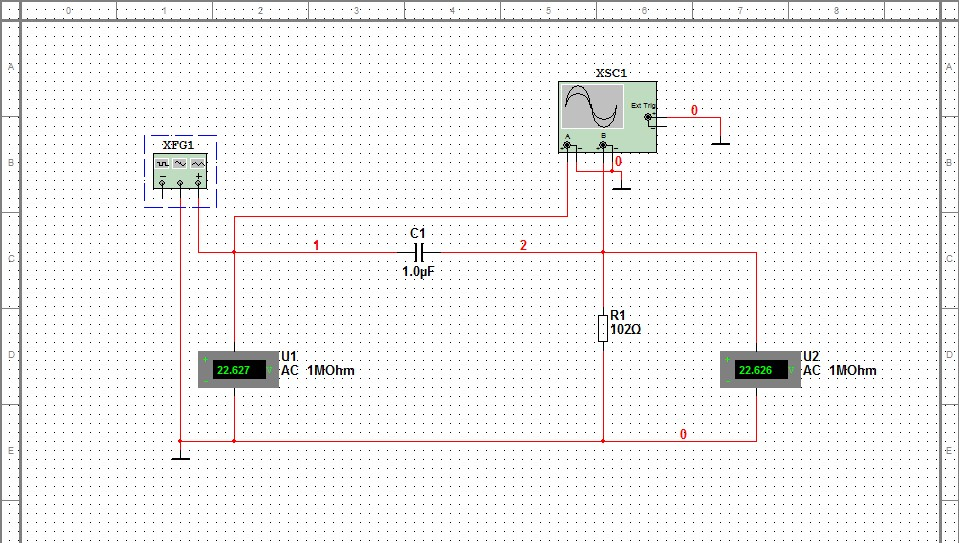 0 1 2 3 4 5 6 7 8
A A
XSC1
Ext Trig
+
–
0
B XFG1 A B B
+ – + –
0
– +
C C1 C
1 2
1.0µF
R1
102Ω
D U1 U2 D
+ 22.627 V AC 1MOhm + 22.626 V AC 1MOhm
– –
0
E E